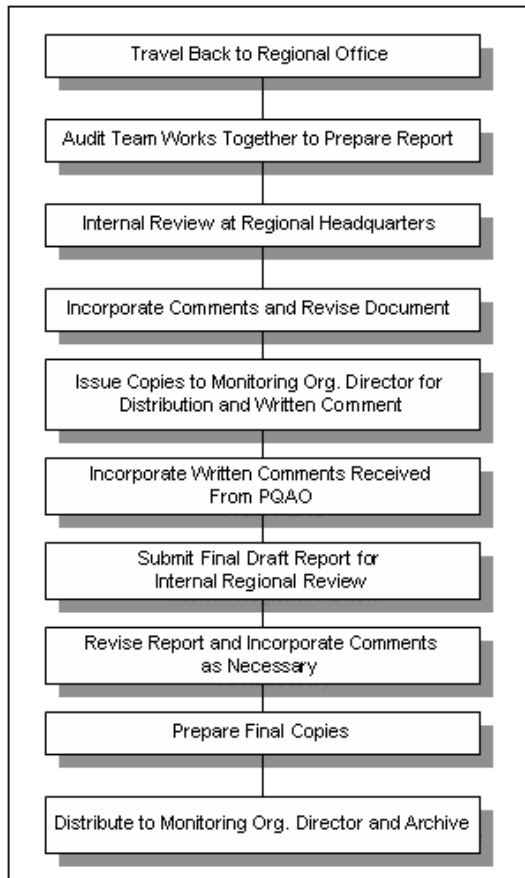 Travel Back to Regional Office
Audit Team Works Together to Prepare Report
Internal Review at Regional Headquarters
Incorporate Comments and Revise Document
Issue Copies to Monitoring Org. Director for
Distribution and Written Comment
Incorporate Written Comments Received
From PQAO
Submit Final Draft Report for
Internal Regional Review
Revise Report and Incorporate Comments
as Necessary
Prepare Final Copies
Distribute to Monitoring Org. Director and Archive